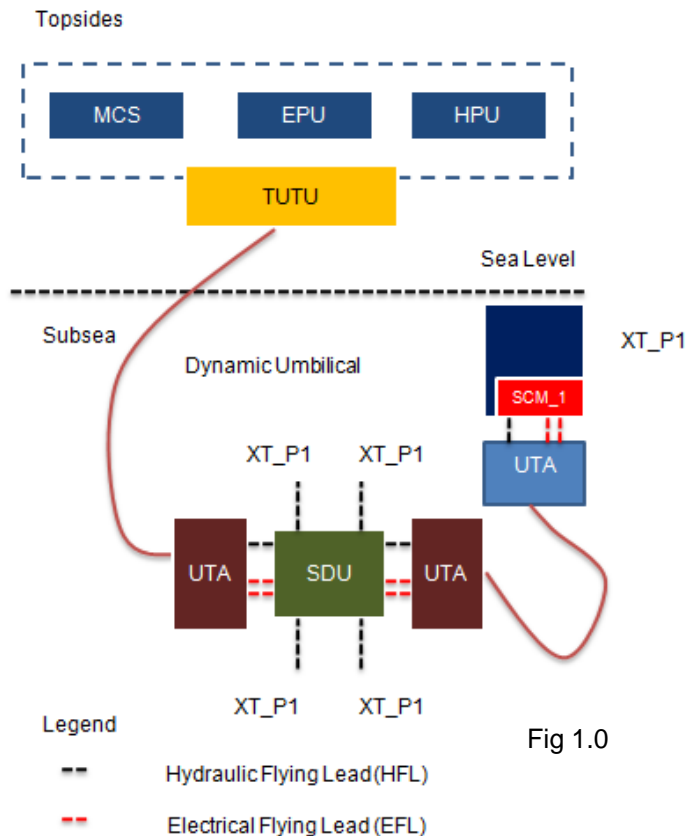 Topsides
MCS EPU HPU
TUTU
Sea Level
Subsea
XT_P1
Dynamic Umbilical
SCM_1
XT_P1 XT_P1
UTA
UTA SDU UTA
XT_P1 XT_P1
Legend
Fig 1.0
Hydraulic Flying Lead (HFL)
Electrical Flying Lead (EFL)